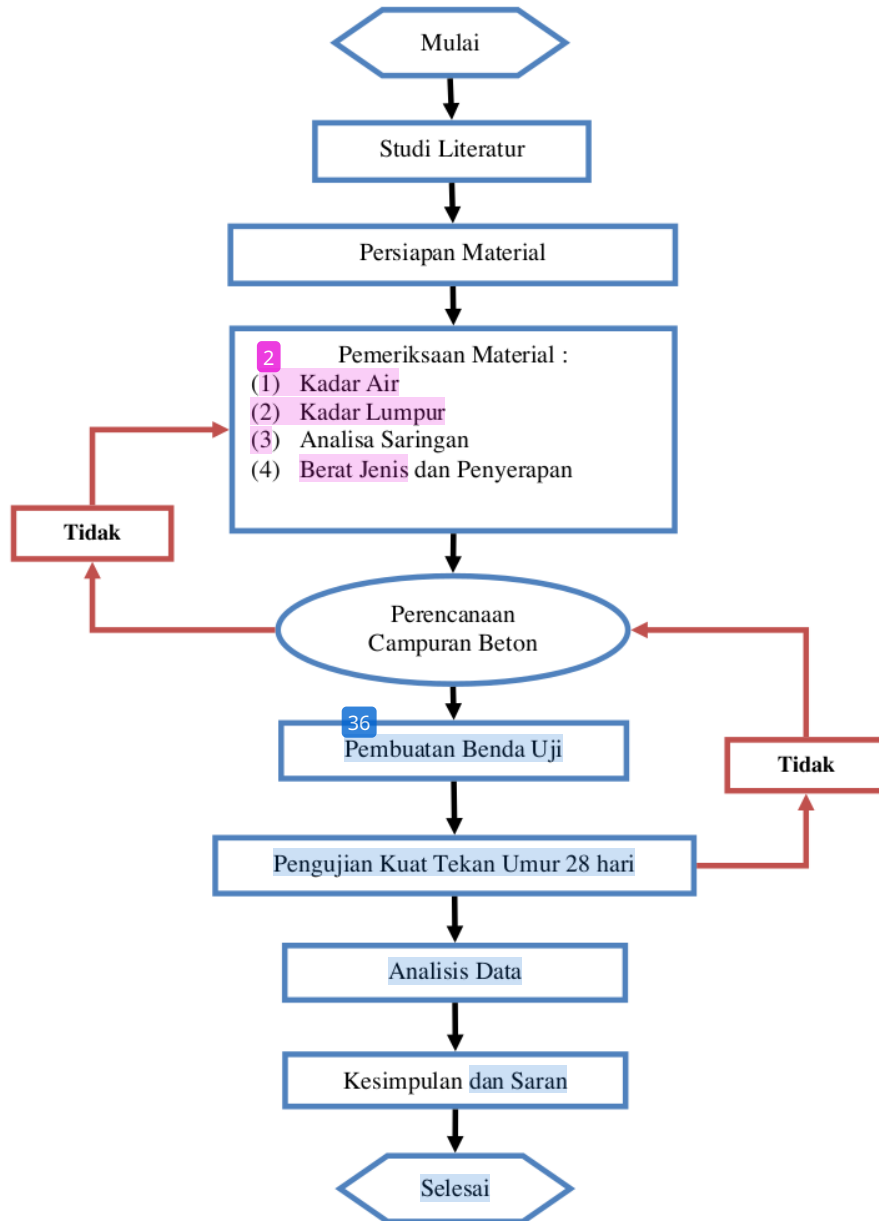 Mulai
Studi Literatur
Persiapan Material
2
Pemeriksaan Material :
(1) Kadar Air
(2) Kadar Lumpur
(3) Analisa Saringan
(4) Berat Jenis dan Penyerapan
Tidak
Perencanaan
Campuran Beton
36
Pembuatan Benda Uji
Tidak
Pengujian Kuat Tekan Umur 28 hari
Analisis Data
Kesimpulan dan Saran
Selesai